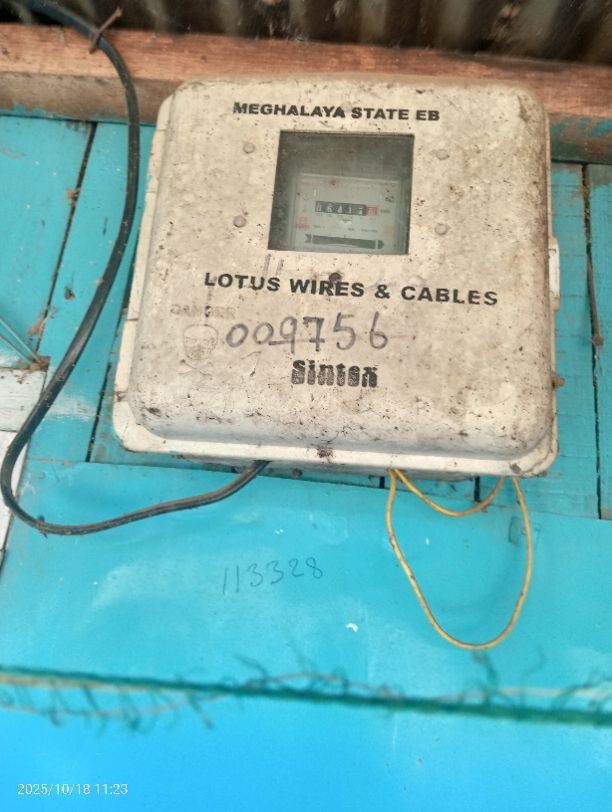 MEGHALAYA STATE EB
LOTUS WIRES & CABLES
DANGER
009756
Sintex
113328
2025/10/18 11:23